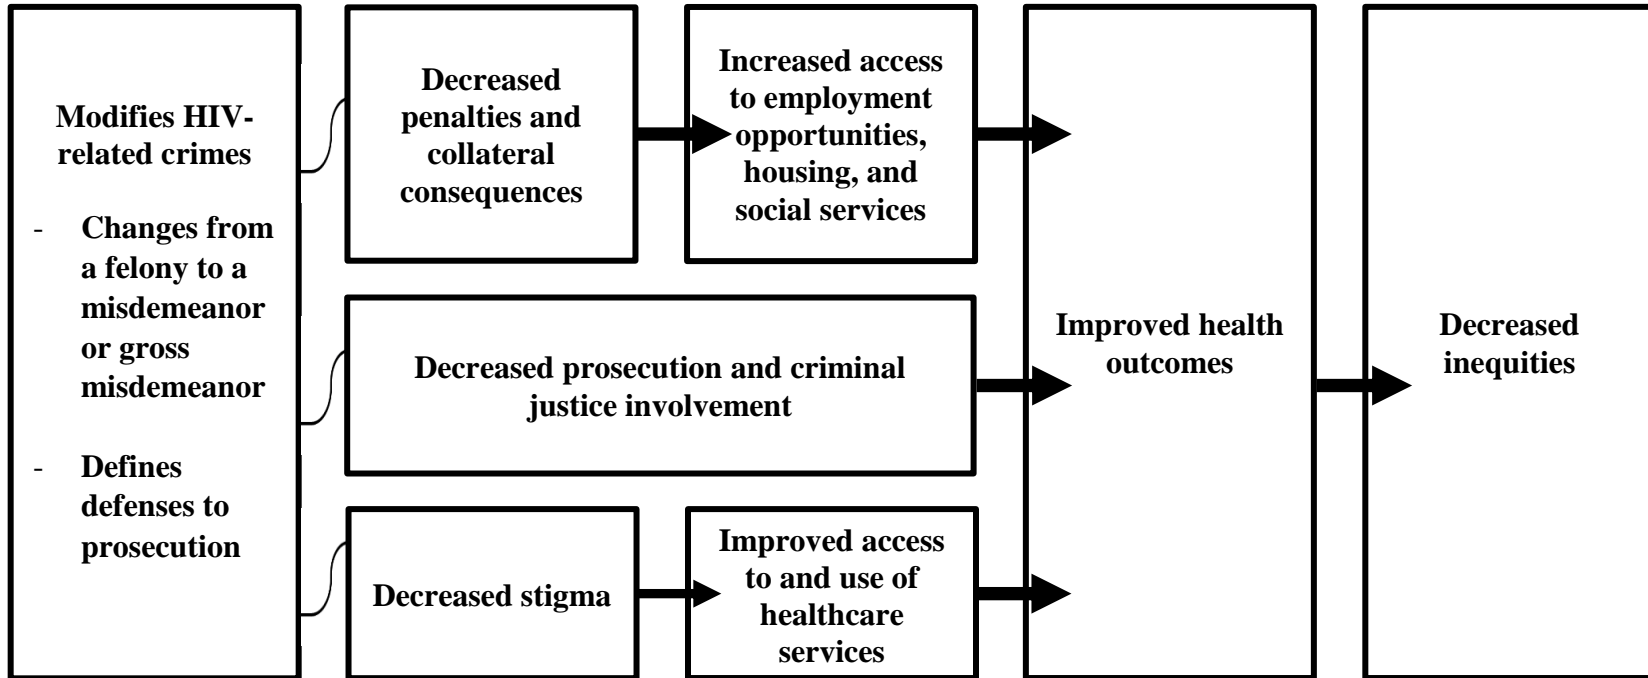 Modifies HIV-
related crimes
- Changes from
a felony to a
misdemeanor
or gross
misdemeanor
- Defines
defenses to
prosecution
Decreased
penalties and
collateral
consequences
Increased access
to employment
opportunities,
housing, and
social services
Decreased prosecution and criminal
justice involvement
Decreased stigma
Improved access
to and use of
healthcare
services
Improved health
outcomes
Decreased
inequities